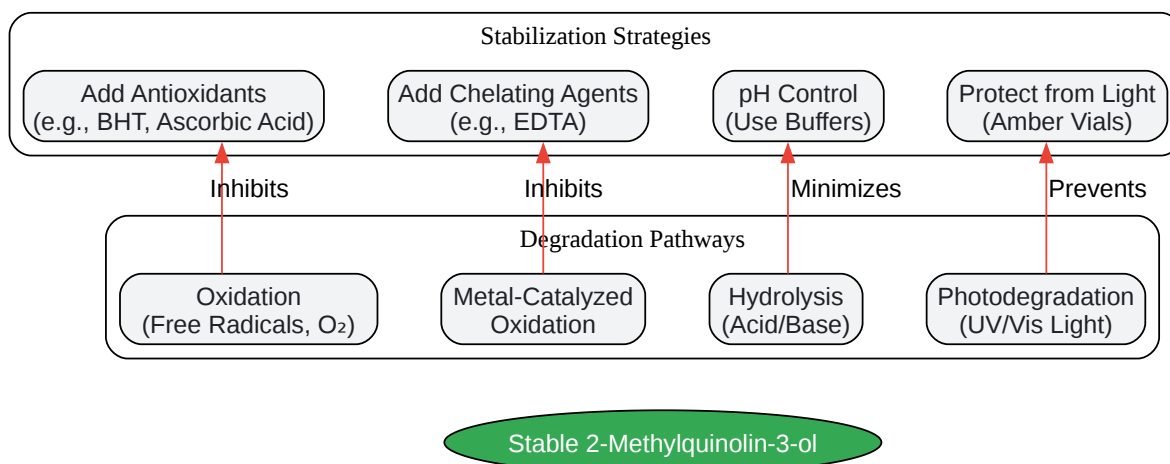 Stabilization Strategies
Add Antioxidants
(e.g., BHT, Ascorbic Acid)
Add Chelating Agents
(e.g., EDTA)
pH Control
(Use Buffers)
Protect from Light
(Amber Vials)
Inhibits
Inhibits
Minimizes
Prevents
Degradation Pathways
Oxidation
(Free Radicals, O₂)
Metal-Catalyzed
Oxidation
Hydrolysis
(Acid/Base)
Photodegradation
(UV/Vis Light)
Stable 2-Methylquinolin-3-ol